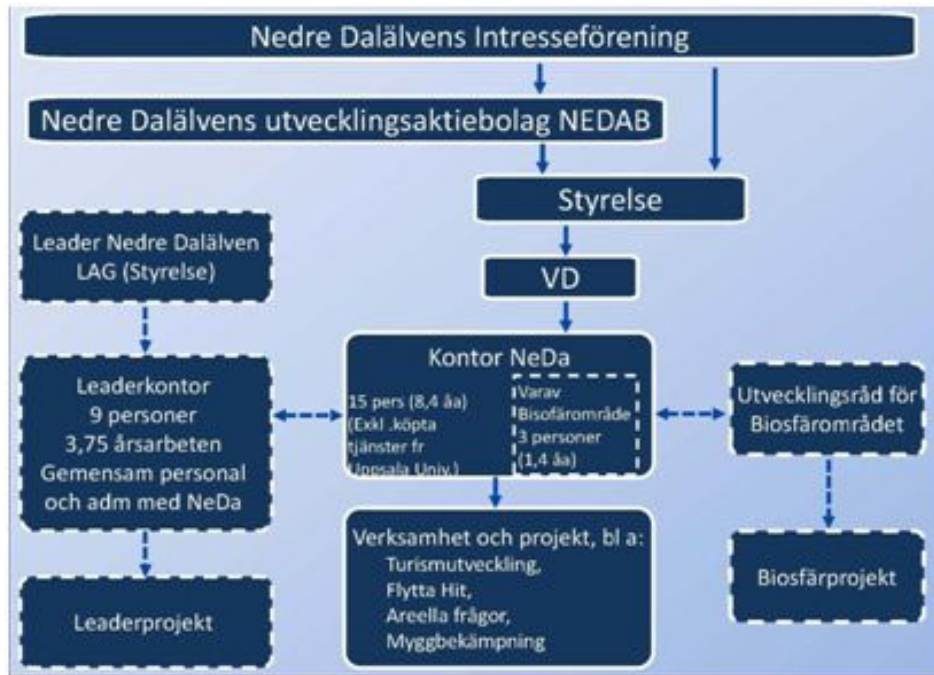 Nedre Dalälvens Intresseförening
Nedre Dalälvens utvecklingsaktiebolag NEDAB
Styrelse
VD
Leader Nedre Dalälven
LAG (Styrelse)
Leaderkontor
9 personer
3,75 årsarbeten
Gemensam personal
och adm med NeDa
Leaderprojekt
Kontor NeDa
15 pers (8,4 åa)
(Exkl .köpta
tjänster fr
Uppsala Univ.)
Varav
Bisofärområde
3 personer
(1,4 åa)
Verksamhet och projekt, bl a:
Turismutveckling,
Flytta Hit,
Areella frågor,
Myggbekämpning
Utvecklingsråd för
Biosfärområdet
Biosfärprojekt